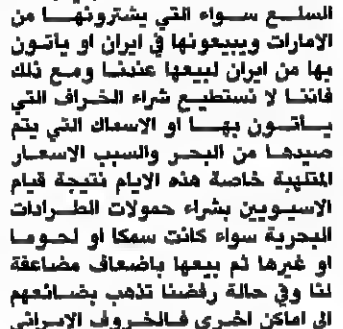 السلع سواء التي يشترونها من
الامارات ويبيعونها في ايران او ياتون
بها من ايران لبيعها عندنا ومع ذلك
فاننا لا نستطيع شراء الخراف التي
يأتون بها او الاسماك التي يتم
صيدها من البحر والسبب الاسعار
الملتهبة خاصة هذه الايام نتيجة قيام
الاسيويين بشراء حمولات الطرادات
البحرية سواء كانت سمكا او لحوما
او غيرها ثم بيعها باضعاف مضاعفة
لنا وفي حالة رفضنا تذهب بضائعهم
الى اماكن اخرى فالخروف الايراني